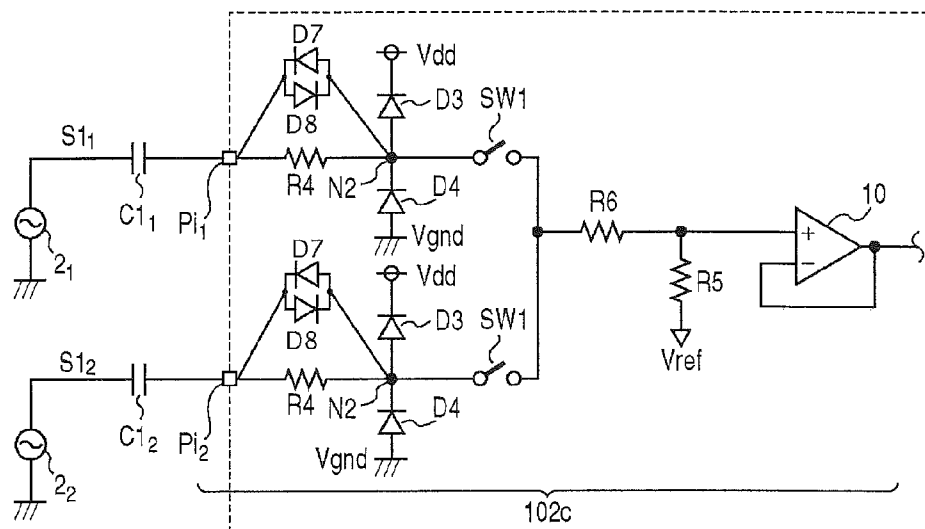 D7
Vdd
D3
SW1
D8
S1₁
R4
N2
D4
R6
10
C1₁
Pi₁
Vgnd
2₁
D7
Vdd
R5
D3
SW1
D8
Vref
S1₂
R4
N2
D4
C1₂
Pi₂
Vgnd
2₂
102c
+
−